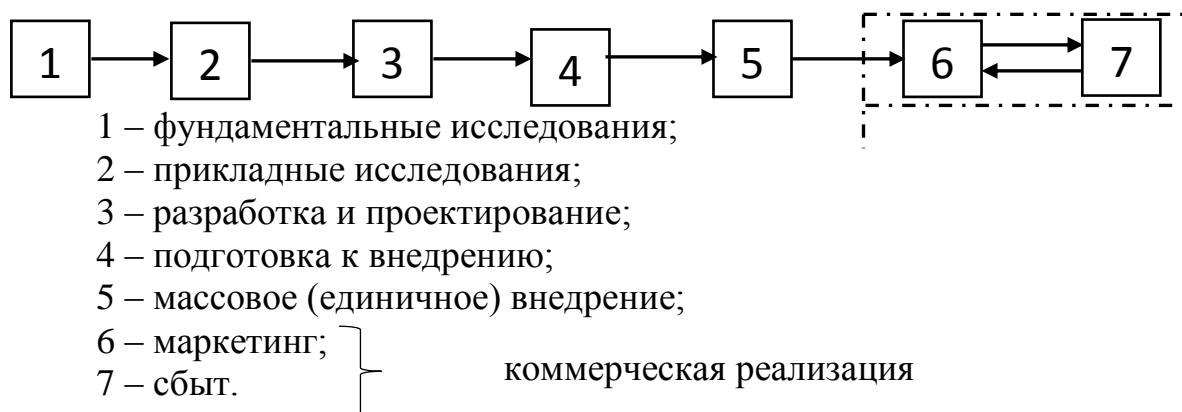 1 2 3 4 5 6 7
1 – фундаментальные исследования;
2 – прикладные исследования;
3 – разработка и проектирование;
4 – подготовка к внедрению;
5 – массовое (единичное) внедрение;
6 – маркетинг;
коммерческая реализация
7 – сбыт.